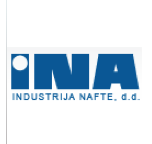 INA
INDUSTRIJA NAFTE, d.d.